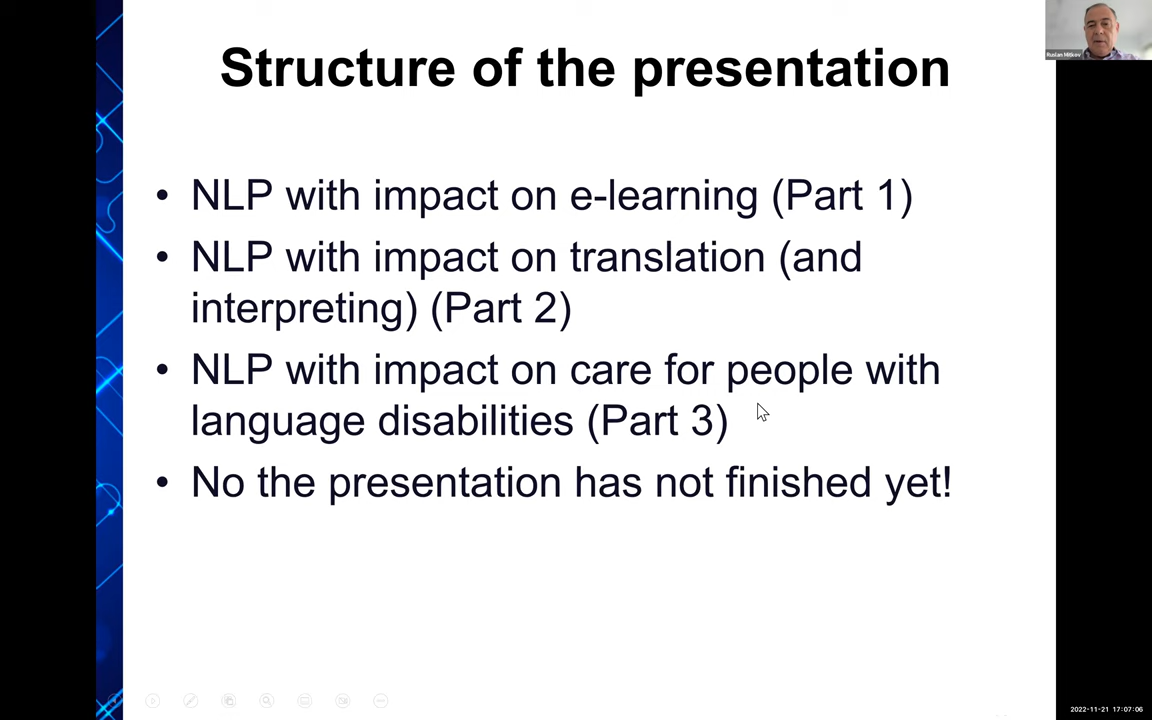 Structure of the presentation
Ruslan Mitkov
• NLP with impact on e-learning (Part 1)
• NLP with impact on translation (and
interpreting) (Part 2)
• NLP with impact on care for people with
language disabilities (Part 3)
• No the presentation has not finished yet!
2022-11-21 17:07:06